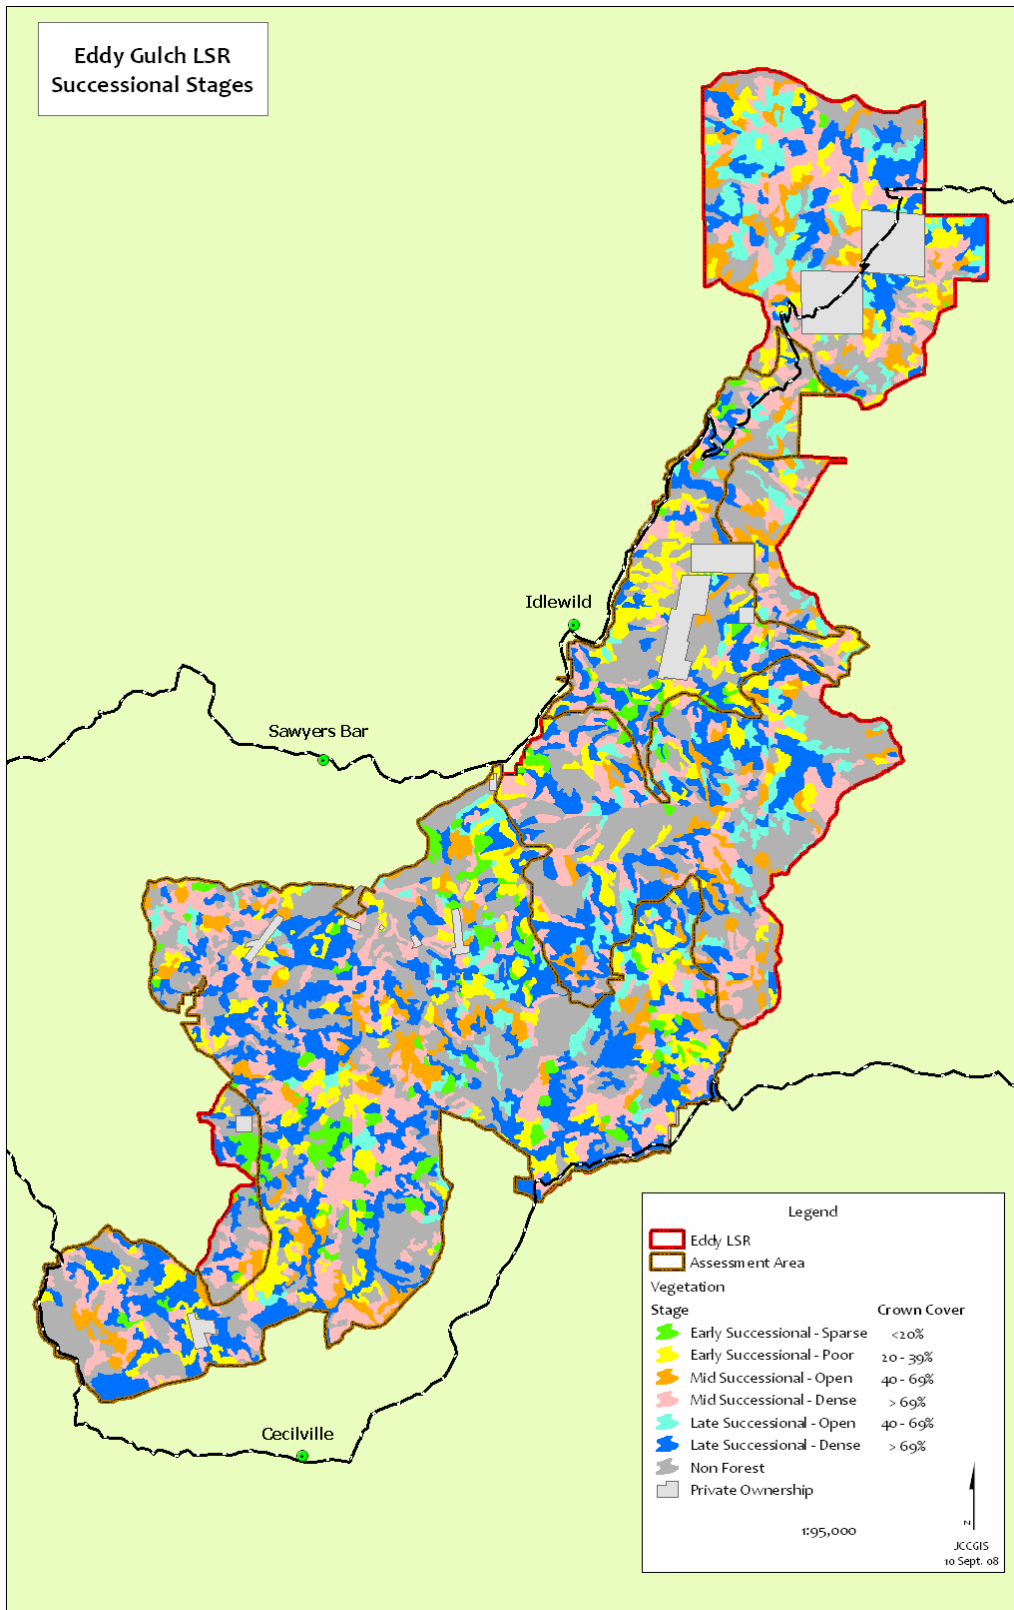 Eddy Gulch LSR
Successional Stages
Idlewild
Sawyers Bar
Cecilville
Legend
Eddy LSR
Assessment Area
Vegetation
Stage Crown Cover
Early Successional - Sparse <20%
Early Successional - Poor 20 - 39%
Mid Successional - Open 40 - 69%
Mid Successional - Dense > 69%
Late Successional - Open 40 - 69%
Late Successional - Dense > 69%
Non Forest
Private Ownership
1:95,000
N
JCCGIS
10 Sept. 08